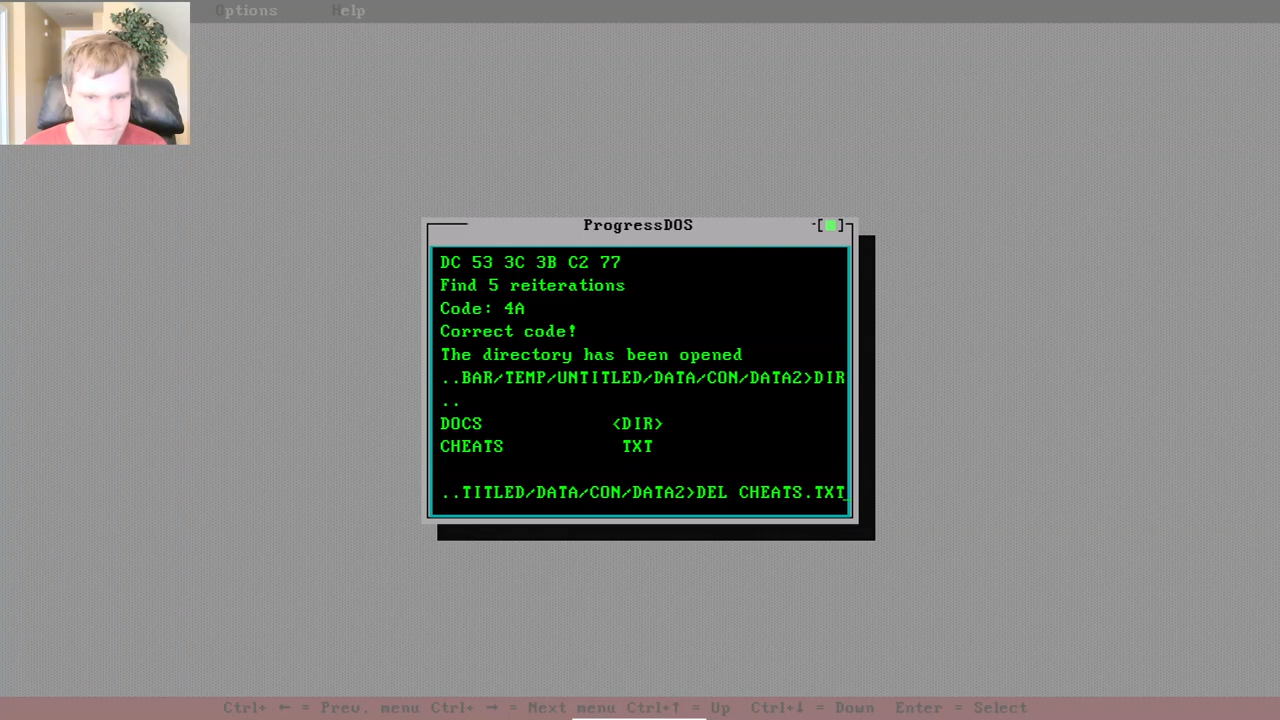 Options Help
ProgressDOS
DC 53 3C 3B C2 77
Find 5 reiterations
Code: 4A
Correct code!
The directory has been opened
..BAR/TEMP/UNTITLED/DATA/CON/DATA2>DIR
..
DOCS <DIR>
CHEATS TXT
..TITLED/DATA/CON/DATA2>DEL CHEATS.TXT_
Ctrl+ ← = Prev. menu Ctrl+ → = Next menu Ctrl+↑ = Up Ctrl+↓ = Down Enter = Select